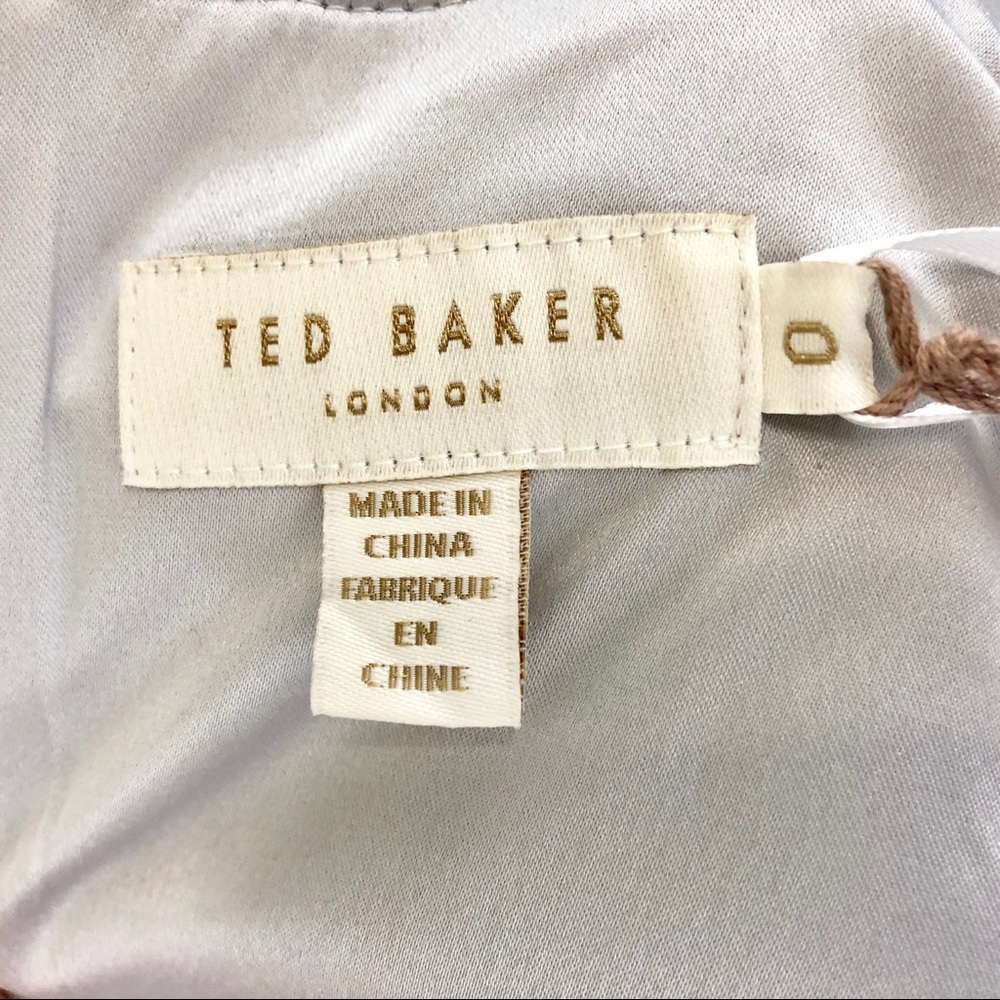 TED BAKER
LONDON
0
MADE IN
CHINA
FABRIQUE
EN
CHINE